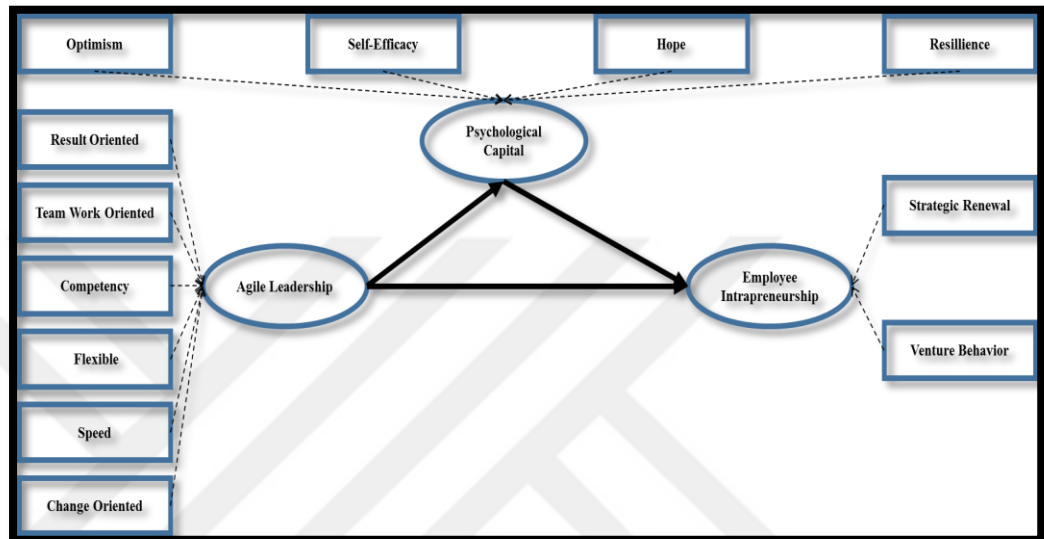 Optimism
Self-Efficacy
Hope
Resillience
Psychological
Capital
Result Oriented
Team Work Oriented
Competency
Flexible
Speed
Change Oriented
Agile Leadership
Employee
Intrapreneurship
Strategic Renewal
Venture Behavior